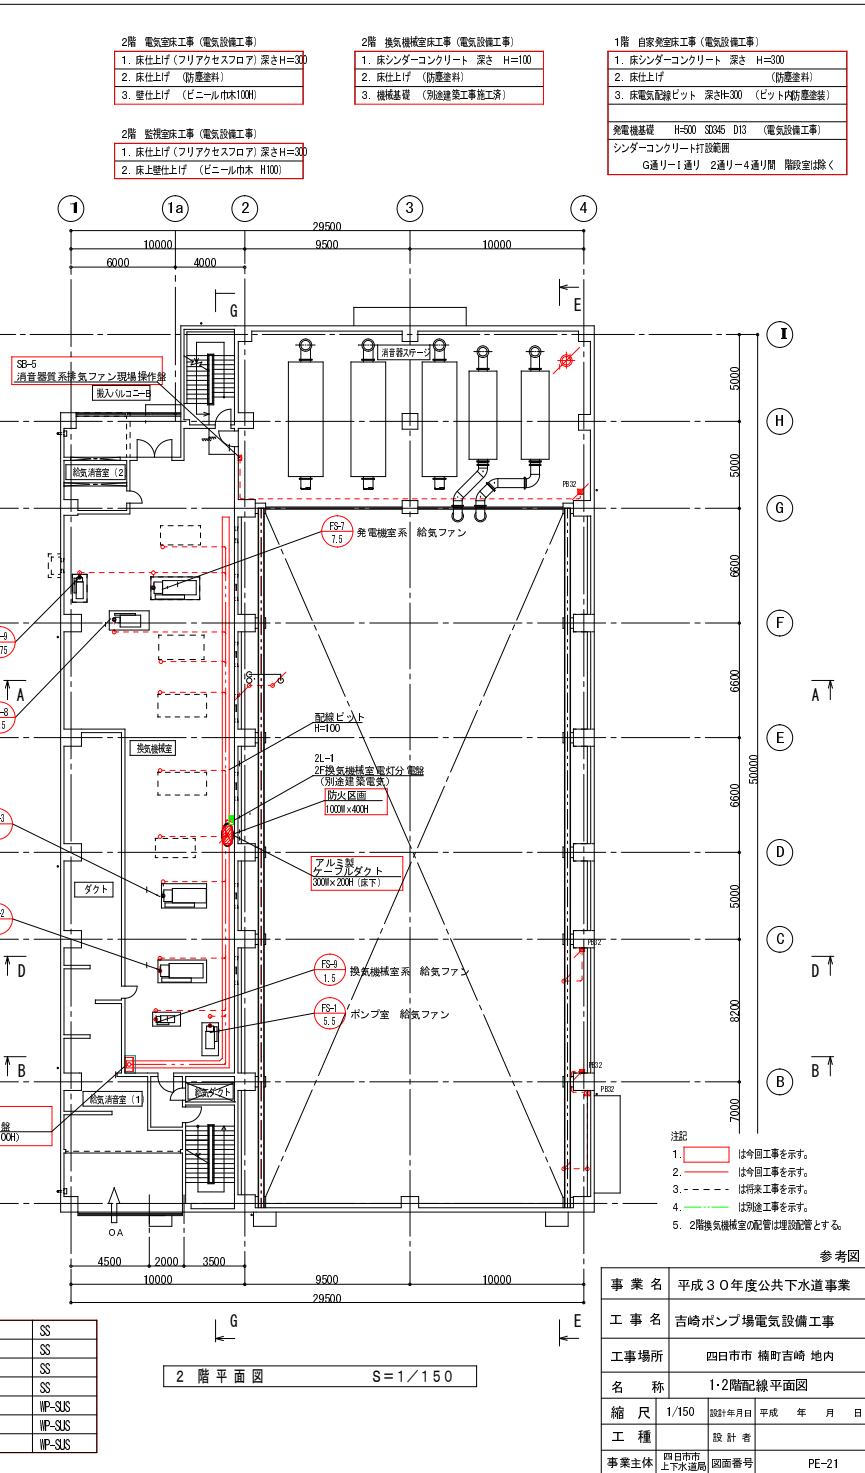 2階 電気室床工事 (電気設備工事)
1. 床仕上げ (フリアクセスフロア) 深さH=300
2. 床仕上げ (防塵塗料)
3. 壁仕上げ (ビニール巾木100H)
2階 監視室床工事 (電気設備工事)
1. 床仕上げ (フリアクセスフロア) 深さH=300
2. 床上壁仕上げ (ビニール巾木 H100)
2階 換気機械室床工事 (電気設備工事)
1. 床シンダーコンクリート 深さ H=100
2. 床仕上げ (防塵塗料)
3. 機械基礎 (別途建築工事施工済)
1階 自家発室床工事 (電気設備工事)
1. 床シンダーコンクリート 深さ H=300
2. 床仕上げ (防塵塗料)
3. 床電気配線ピット 深さH=300 (ピット内防塵塗装)
発電機基礎 H=500 SD345 D13 (電気設備工事)
シンダーコンクリート打設範囲
G通り－I通り 2通り－4通り間 階段室は除く
1 1a 2 3 4
29500
10000 9500 10000
6000 4000
G E
I
SB-5
消音器質系排気ファン現場操作盤
搬入バルコニーB
消音器ステージ
5000
H
給気消音室 (2
5000
PB32
G
FS-7
7.5
発電機室系 給気ファン
6600
F
-9
75
A A
6600
-8
5
配線ピット
H=100
換気機械室
E
50000
2L-1
2F換気機械室電灯分電盤
(別途建築電気)
防火区画
1000W×400H
6600
-3
D
アルミ製
ケーブルダクト
300W×200H (床下)
ダクト
5000
-2
C
PB32
D D
FS-9
1.5
換気機械室系 給気ファン
FS-1
5.5
ポンプ室 給気ファン
8200
B B
PB32
B
PB32
給気消音室 (1)
給気ダクト
7000
盤
00H)
注記
1. は今回工事を示す。
2. は今回工事を示す。
3. は将来工事を示す。
4. は別途工事を示す。
5. 2階換気機械室の配管は埋設配管とする。
OA
4500 2000 3500
10000 9500 10000
29500
G E
2 階平面図 S=1/150
SS
SS
SS
SS
WP-SUS
WP-SUS
WP-SUS
参考図
事業名 平成30年度公共下水道事業
工事名 吉崎ポンプ場電気設備工事
工事場所 四日市市 楠町吉崎 地内
名称 1・2階配線平面図
縮尺 1/150 設計年月日 平成 年 月 日
工種 設計者
事業主体 四日市市上下水道局 図面番号 PE-21